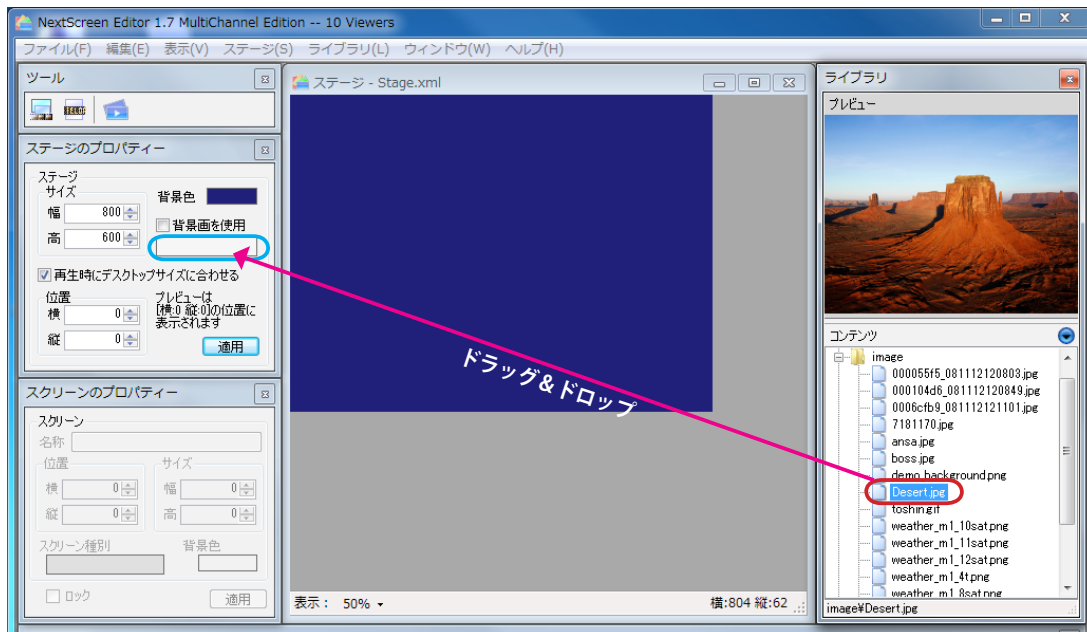 NextScreen Editor 1.7 MultiChannel Edition -- 10 Viewers
ファイル(F) 編集(E) 表示(V) ステージ(S) ライブラリ(L) ウィンドウ(W) ヘルプ(H)
ツール
ステージのプロパティー
ステージ
サイズ
幅 800
高 600
背景色
背景画を使用
再生時にデスクトップサイズに合わせる
位置
横 0
縦 0
プレビューは
[横:0 縦:0]の位置に
表示されます
適用
スクリーンのプロパティー
スクリーン
名称
位置
横 0
縦 0
サイズ
幅 0
高 0
スクリーン種別
背景色
ロック
適用
ステージ - Stage.xml
ドラッグ& ドロップ
表示： 50%
横:804 縦:62
ライブラリ
プレビュー
コンテンツ
image
000055f5_081112120803.jpg
000104d6_081112120849.jpg
0006cfb9_081112121101.jpg
7181170.jpg
ansa.jpg
boss.jpg
demo_background.png
Desert.jpg
toshin.gif
weather_m1_10sat.png
weather_m1_11sat.png
weather_m1_12sat.png
weather_m1_4t.png
weather_m1_8sat.png
image¥Desert.jpg